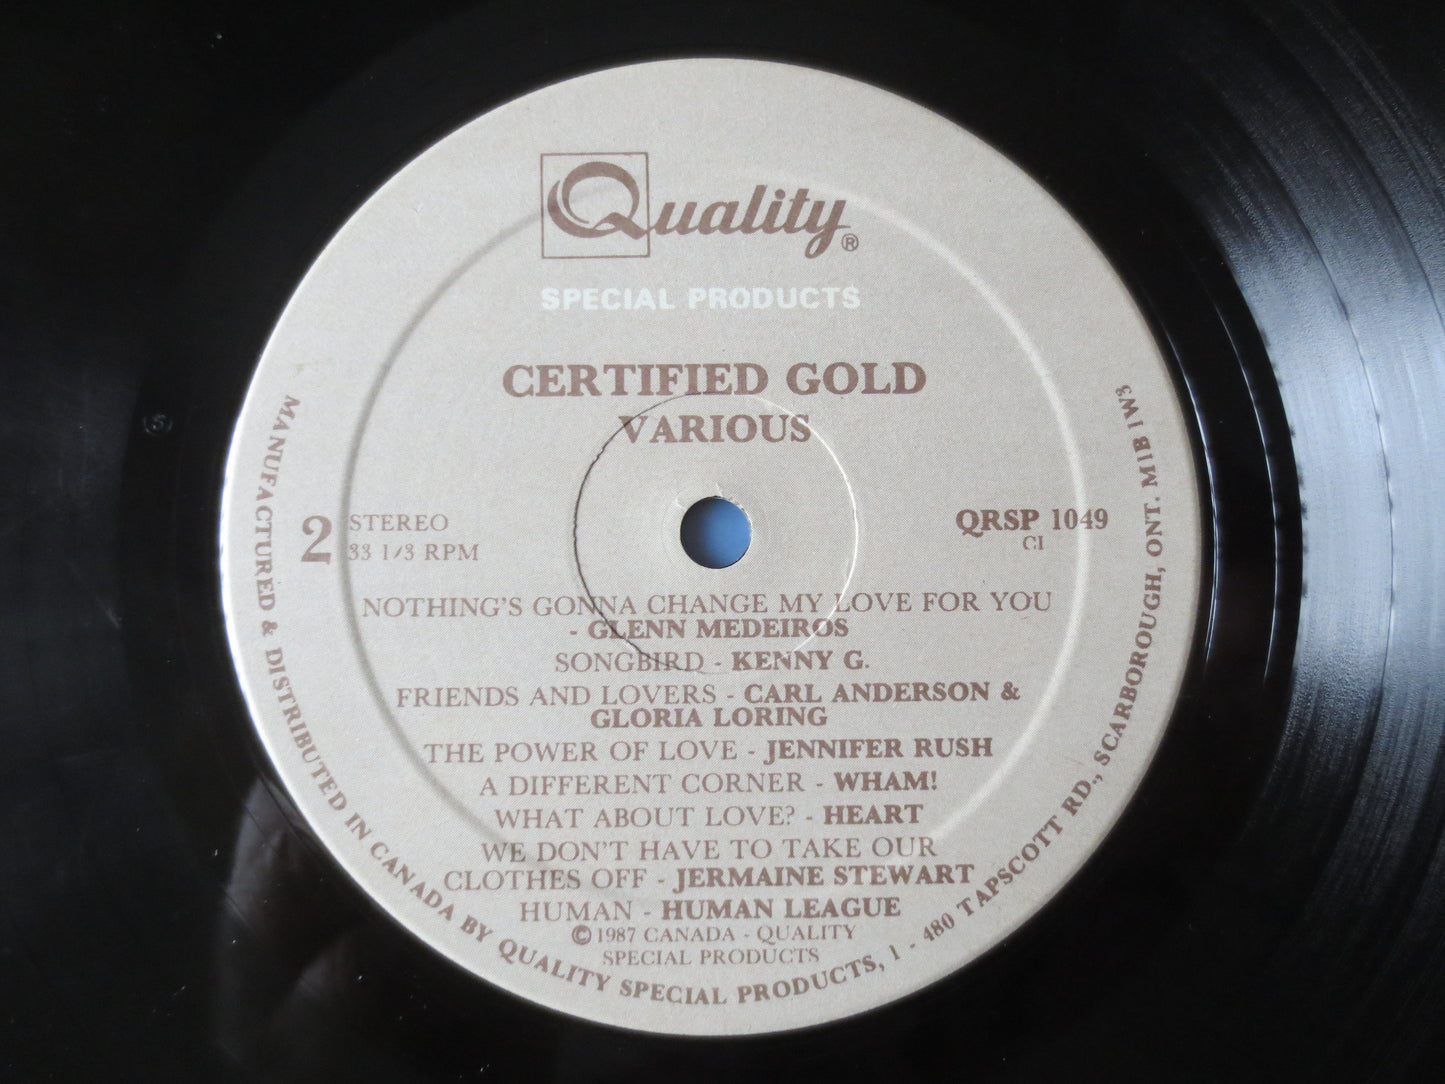 Quality®
SPECIAL PRODUCTS
CERTIFIED GOLD
VARIOUS
2
STEREO
33 1/3 RPM
QRSP 1049
CI
NOTHING'S GONNA CHANGE MY LOVE FOR YOU
- GLENN MEDEIROS
SONGBIRD - KENNY G.
FRIENDS AND LOVERS - CARL ANDERSON &
GLORIA LORING
THE POWER OF LOVE - JENNIFER RUSH
A DIFFERENT CORNER - WHAM!
WHAT ABOUT LOVE? - HEART
WE DON'T HAVE TO TAKE OUR
CLOTHES OFF - JERMAINE STEWART
HUMAN - HUMAN LEAGUE
© 1987 CANADA - QUALITY
SPECIAL PRODUCTS
MANUFACTURED & DISTRIBUTED IN CANADA BY QUALITY SPECIAL PRODUCTS, 1 - 480 TAPSCOTT RD., SCARBOROUGH, ONT. M1B 1W3